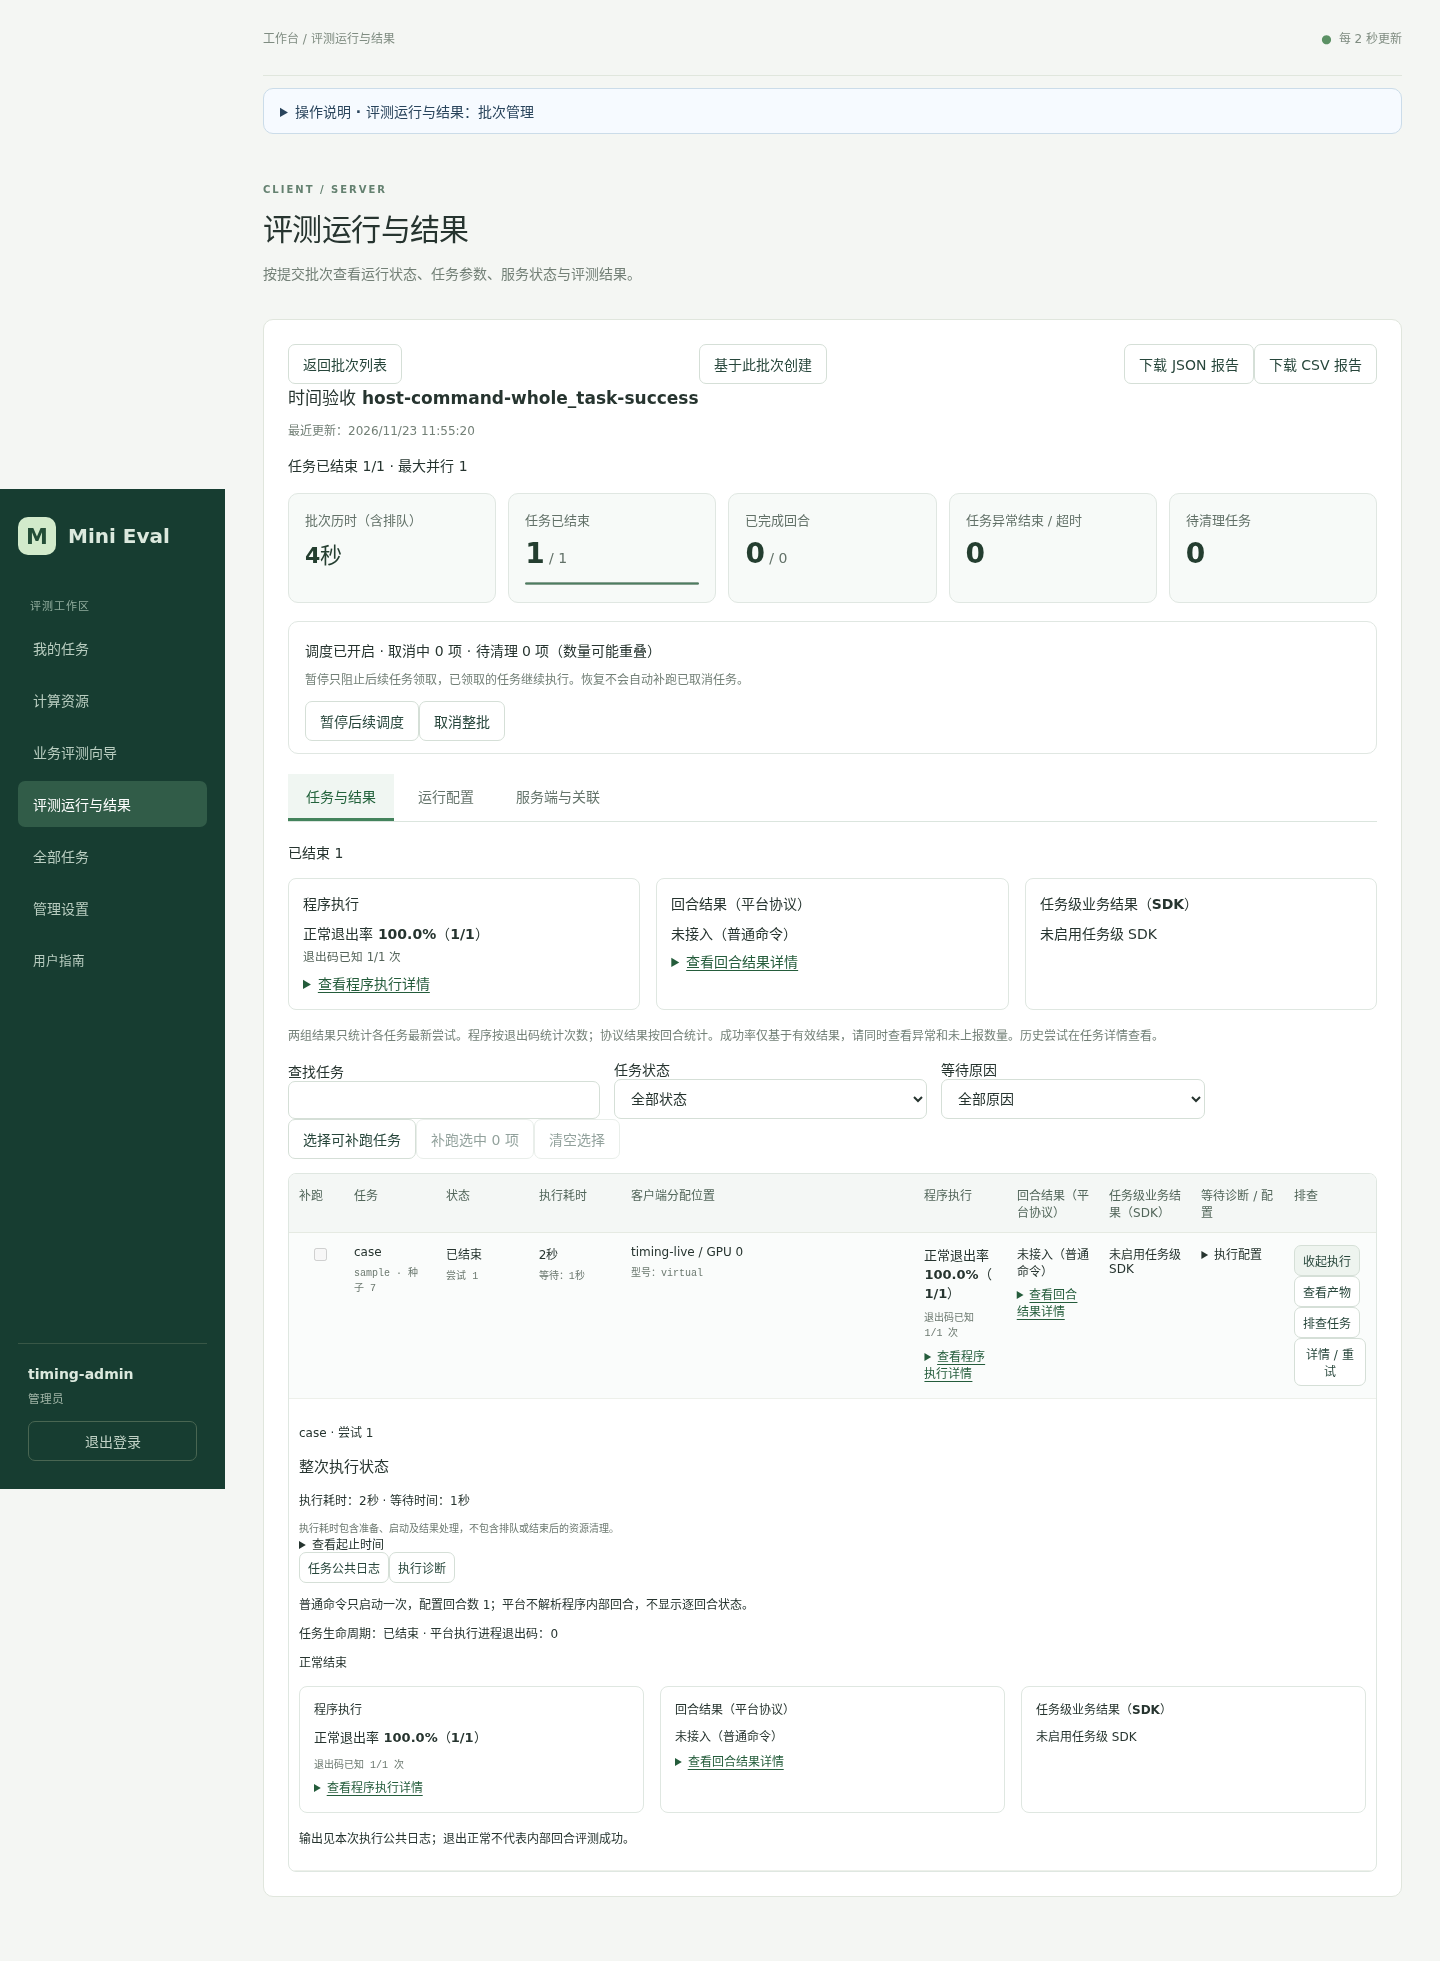 工作台 / 评测运行与结果
每 2 秒更新
操作说明 · 评测运行与结果：批次管理
CLIENT / SERVER
评测运行与结果
按提交批次查看运行状态、任务参数、服务状态与评测结果。
返回批次列表
基于此批次创建
下载 JSON 报告
下载 CSV 报告
时间验收 host-command-whole_task-success
最近更新：2026/11/23 11:55:20
任务已结束 1/1 · 最大并行 1
批次历时（含排队）
4秒
任务已结束
1 / 1
已完成回合
0 / 0
任务异常结束 / 超时
0
待清理任务
0
调度已开启 · 取消中 0 项 · 待清理 0 项（数量可能重叠）
暂停只阻止后续任务领取，已领取的任务继续执行。恢复不会自动补跑已取消任务。
暂停后续调度
取消整批
任务与结果
运行配置
服务端与关联
已结束 1
程序执行
正常退出率 100.0%（1/1）
退出码已知 1/1 次
查看程序执行详情
回合结果（平台协议）
未接入（普通命令）
查看回合结果详情
任务级业务结果（SDK）
未启用任务级 SDK
两组结果只统计各任务最新尝试。程序按退出码统计次数；协议结果按回合统计。成功率仅基于有效结果，请同时查看异常和未上报数量。历史尝试在任务详情查看。
查找任务
任务状态
全部状态
等待原因
全部原因
选择可补跑任务
补跑选中 0 项
清空选择
补跑
任务
状态
执行耗时
客户端分配位置
程序执行
回合结果（平
台协议）
任务级业务结
果（SDK）
等待诊断 / 配
置
排查
case
sample · 种
子 7
已结束
尝试 1
2秒
等待：1秒
timing-live / GPU 0
型号：virtual
正常退出率
100.0%（
1/1）
退出码已知
1/1 次
查看程序
执行详情
未接入（普通
命令）
查看回合
结果详情
未启用任务级
SDK
执行配置
收起执行
查看产物
排查任务
详情 / 重
试
case · 尝试 1
整次执行状态
执行耗时：2秒 · 等待时间：1秒
执行耗时包含准备、启动及结果处理，不包含排队或结束后的资源清理。
查看起止时间
任务公共日志
执行诊断
普通命令只启动一次，配置回合数 1；平台不解析程序内部回合，不显示逐回合状态。
任务生命周期：已结束 · 平台执行进程退出码：0
正常结束
程序执行
正常退出率 100.0%（1/1）
退出码已知 1/1 次
查看程序执行详情
回合结果（平台协议）
未接入（普通命令）
查看回合结果详情
任务级业务结果（SDK）
未启用任务级 SDK
输出见本次执行公共日志；退出正常不代表内部回合评测成功。
M
Mini Eval
评测工作区
我的任务
计算资源
业务评测向导
评测运行与结果
全部任务
管理设置
用户指南
timing-admin
管理员
退出登录